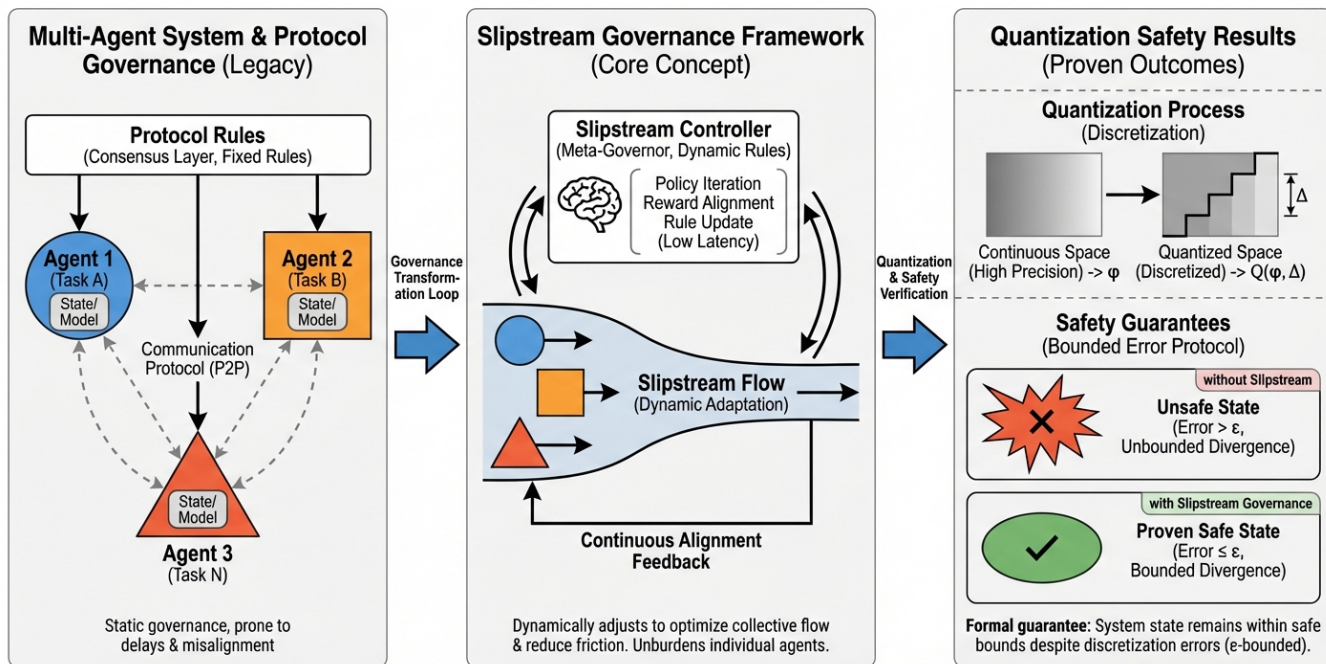 Multi-Agent System & Protocol
Governance (Legacy)
Protocol Rules
(Consensus Layer, Fixed Rules)
Agent 1
(Task A)
State/
Model
Agent 2
(Task B)
State/
Model
Communication
Protocol (P2P)
State/
Model
Agent 3
(Task N)
Static governance, prone to
delays & misalignment
Governance
Transform-
ation Loop
Slipstream Governance Framework
(Core Concept)
Slipstream Controller
(Meta-Governor, Dynamic Rules)
Policy Iteration
Reward Alignment
Rule Update
(Low Latency)
Slipstream Flow
(Dynamic Adaptation)
Continuous Alignment
Feedback
Dynamically adjusts to optimize collective flow
& reduce friction. Unburdens individual agents.
Quantization
& Safety
Verification
Quantization Safety Results
(Proven Outcomes)
Quantization Process
(Discretization)
Δ
Continuous Space
(High Precision) -> φ
Quantized Space
(Discretized) -> Q(φ, Δ)
Safety Guarantees
(Bounded Error Protocol)
without Slipstream
Unsafe State
(Error > ε,
Unbounded Divergence)
with Slipstream Governance
Proven Safe State
(Error ≤ ε,
Bounded Divergence)
Formal guarantee: System state remains within safe
bounds despite discretization errors (e-bounded).